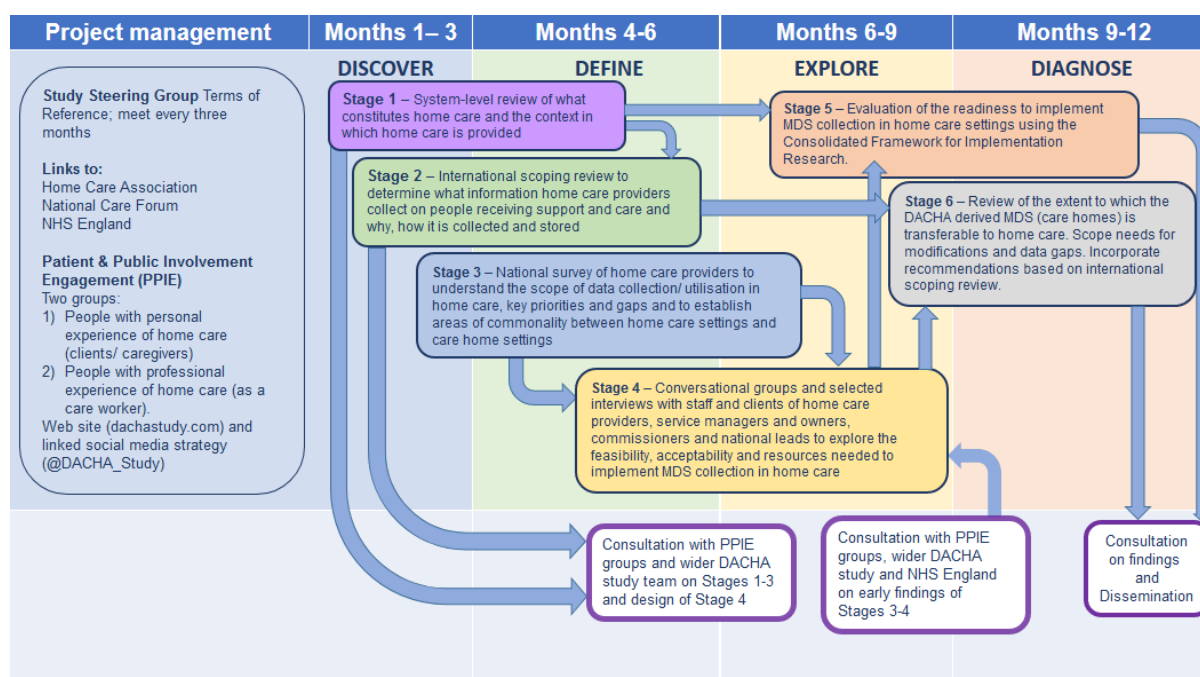 Project management
Months 1– 3
Months 4-6
Months 6-9
Months 9-12
DISCOVER
DEFINE
EXPLORE
DIAGNOSE
Study Steering Group Terms of
Reference; meet every three
months
Links to:
Home Care Association
National Care Forum
NHS England
Patient & Public Involvement
Engagement (PPIE)
Two groups:
1) People with personal
experience of home care
(clients/ caregivers)
2) People with professional
experience of home care (as a
care worker).
Web site (dachastudy.com) and
linked social media strategy
(@DACHA_Study)
Stage 1 – System-level review of what
constitutes home care and the context in
which home care is provided
Stage 2 – International scoping review to
determine what information home care providers
collect on people receiving support and care and
why, how it is collected and stored
Stage 3 – National survey of home care providers to
understand the scope of data collection/ utilisation in
home care, key priorities and gaps and to establish
areas of commonality between home care settings and
care home settings
Stage 4 – Conversational groups and selected
interviews with staff and clients of home care
providers, service managers and owners,
commissioners and national leads to explore the
feasibility, acceptability and resources needed to
implement MDS collection in home care
Stage 5 – Evaluation of the readiness to implement
MDS collection in home care settings using the
Consolidated Framework for Implementation
Research.
Stage 6 – Review of the extent to which the
DACHA derived MDS (care homes) is
transferable to home care. Scope needs for
modifications and data gaps. Incorporate
recommendations based on international
scoping review.
Consultation with PPIE
groups and wider DACHA
study team on Stages 1-3
and design of Stage 4
Consultation with PPIE
groups, wider DACHA
study and NHS England
on early findings of
Stages 3-4
Consultation
on findings
and
Dissemination